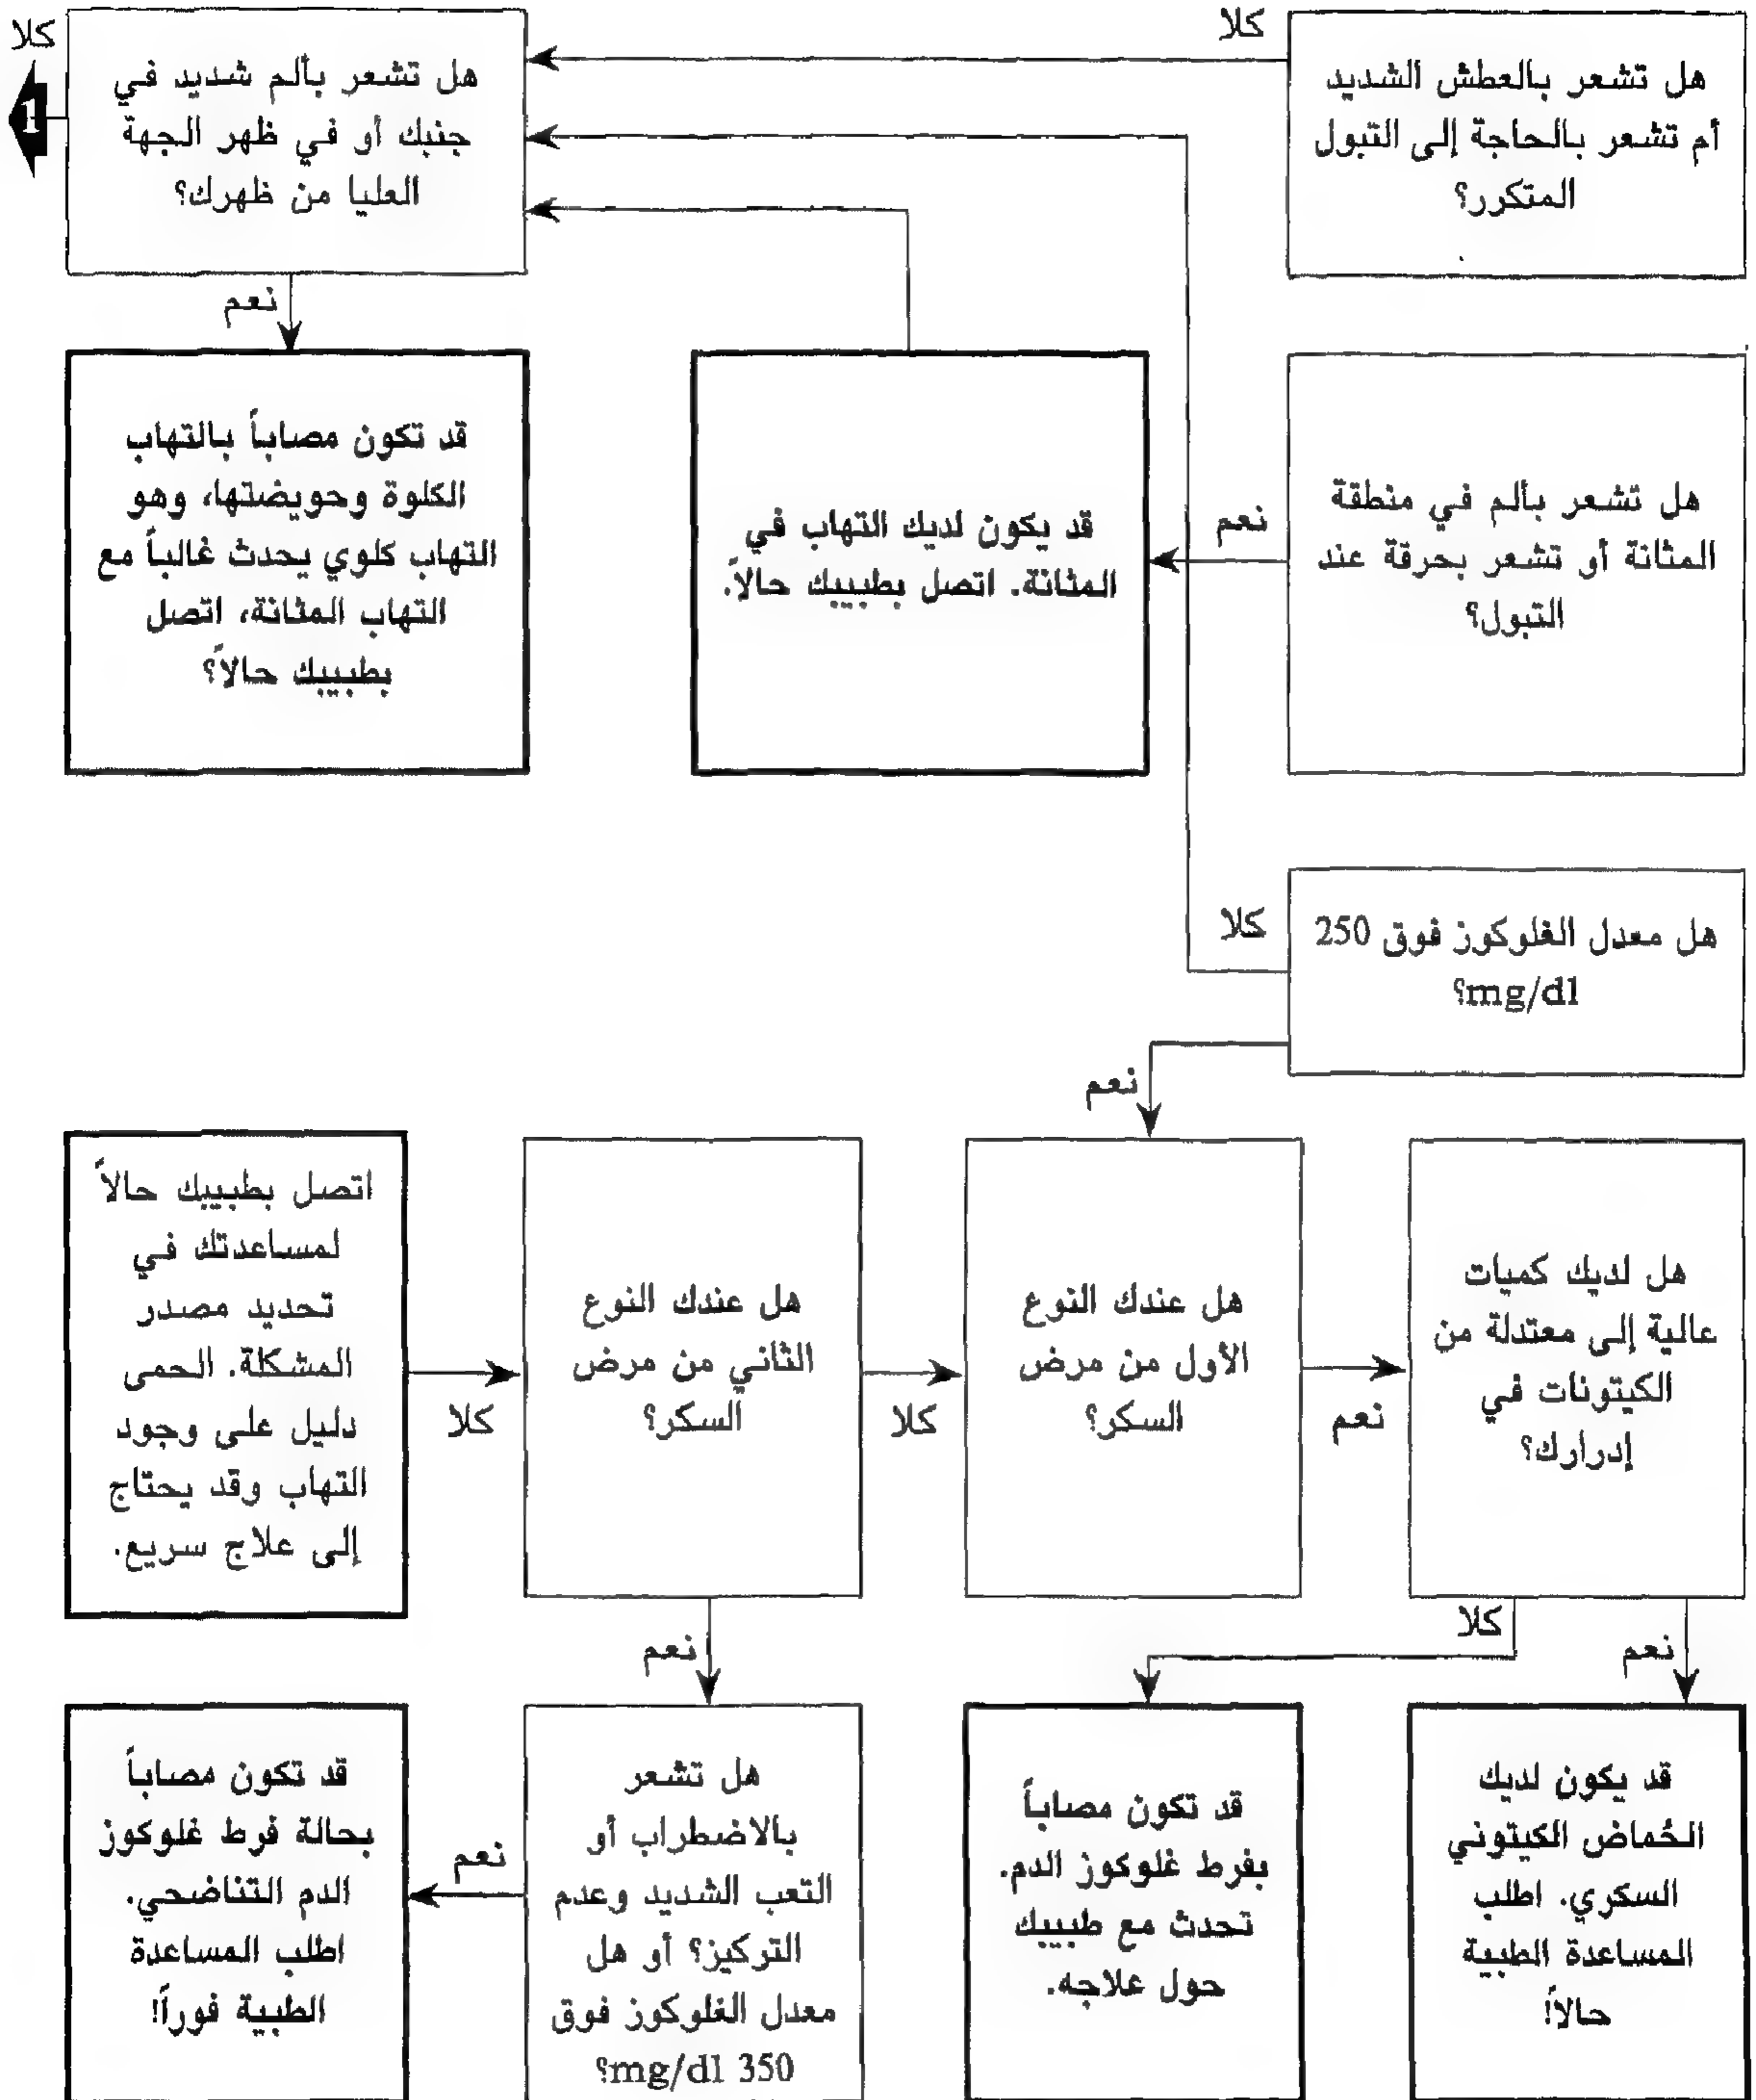 كلا
هل تشعر بالعطش الشديد
أم تشعر بالحاجة إلى التبول
المتكرر؟
كلا
1
هل تشعر بألم شديد في
جنبك أو في ظهر الجهة
العليا من ظهرك؟
نعم
هل تشعر بألم في منطقة
المثانة أو تشعر بحرقة عند
التبول؟
نعم
قد يكون لديك التهاب في
المثانة. اتصل بطبيبك حالاً.
قد تكون مصاباً بالتهاب
الكلوة وحويضتها، وهو
التهاب كلوي يحدث غالباً مع
التهاب المثانة، اتصل
بطبيبك حالاً؟
هل معدل الغلوكوز فوق 250
mg/dl؟
كلا
نعم
هل لديك كميات
عالية إلى معتدلة من
الكيتونات في
إدرارك؟
نعم
هل عندك النوع
الأول من مرض
السكر؟
كلا
هل عندك النوع
الثاني من مرض
السكر؟
كلا
اتصل بطبيبك حالاً
لمساعدتك في
تحديد مصدر
المشكلة. الحمى
دليل على وجود
التهاب وقد يحتاج
إلى علاج سريع.
نعم
كلا
نعم
قد يكون لديك
الحُماض الكيتوني
السكري. اطلب
المساعدة الطبية
حالاً!
قد تكون مصاباً
بفرط غلوكوز الدم.
تحدث مع طبيبك
حول علاجه.
هل تشعر
بالاضطراب أو
التعب الشديد وعدم
التركيز؟ أو هل
معدل الغلوكوز فوق
350 mg/dl؟
نعم
قد تكون مصاباً
بحالة فرط غلوكوز
الدم التناضحي.
اطلب المساعدة
الطبية فوراً!